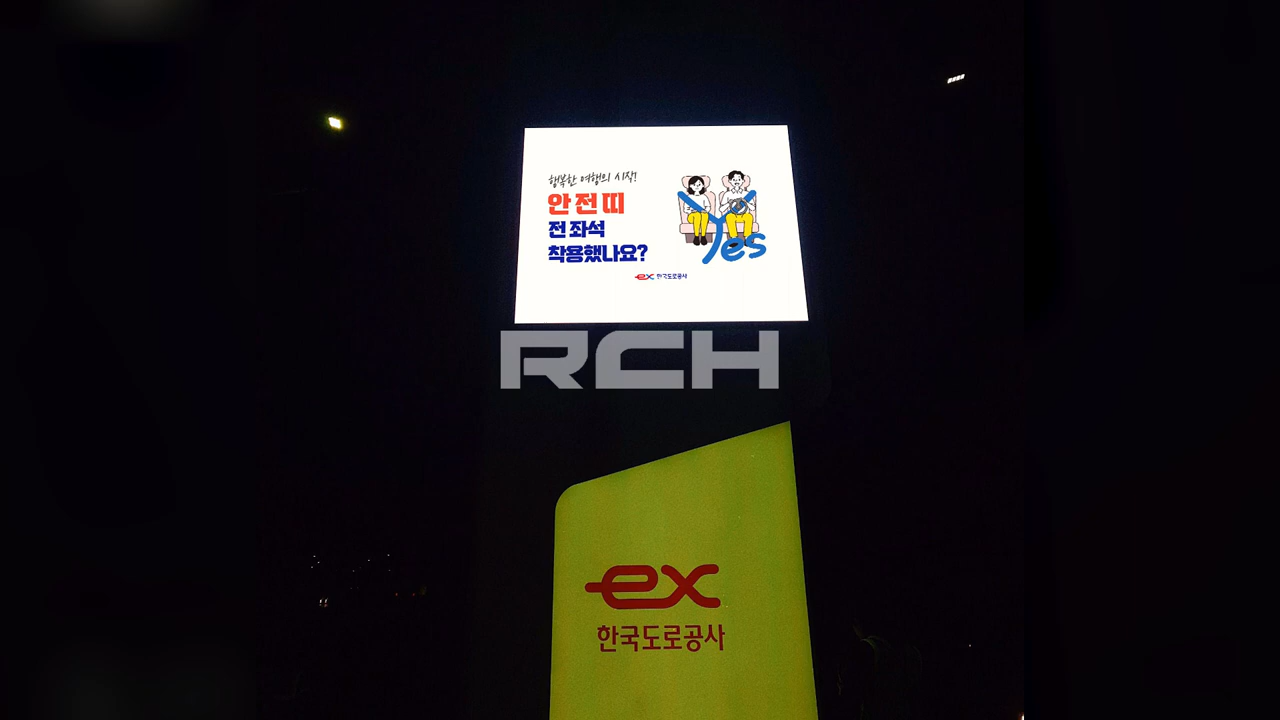 행복한 여행의 시작!
안전띠
전 좌석
착용했나요?
Yes
ex 한국도로공사
RCH
ex
한국도로공사